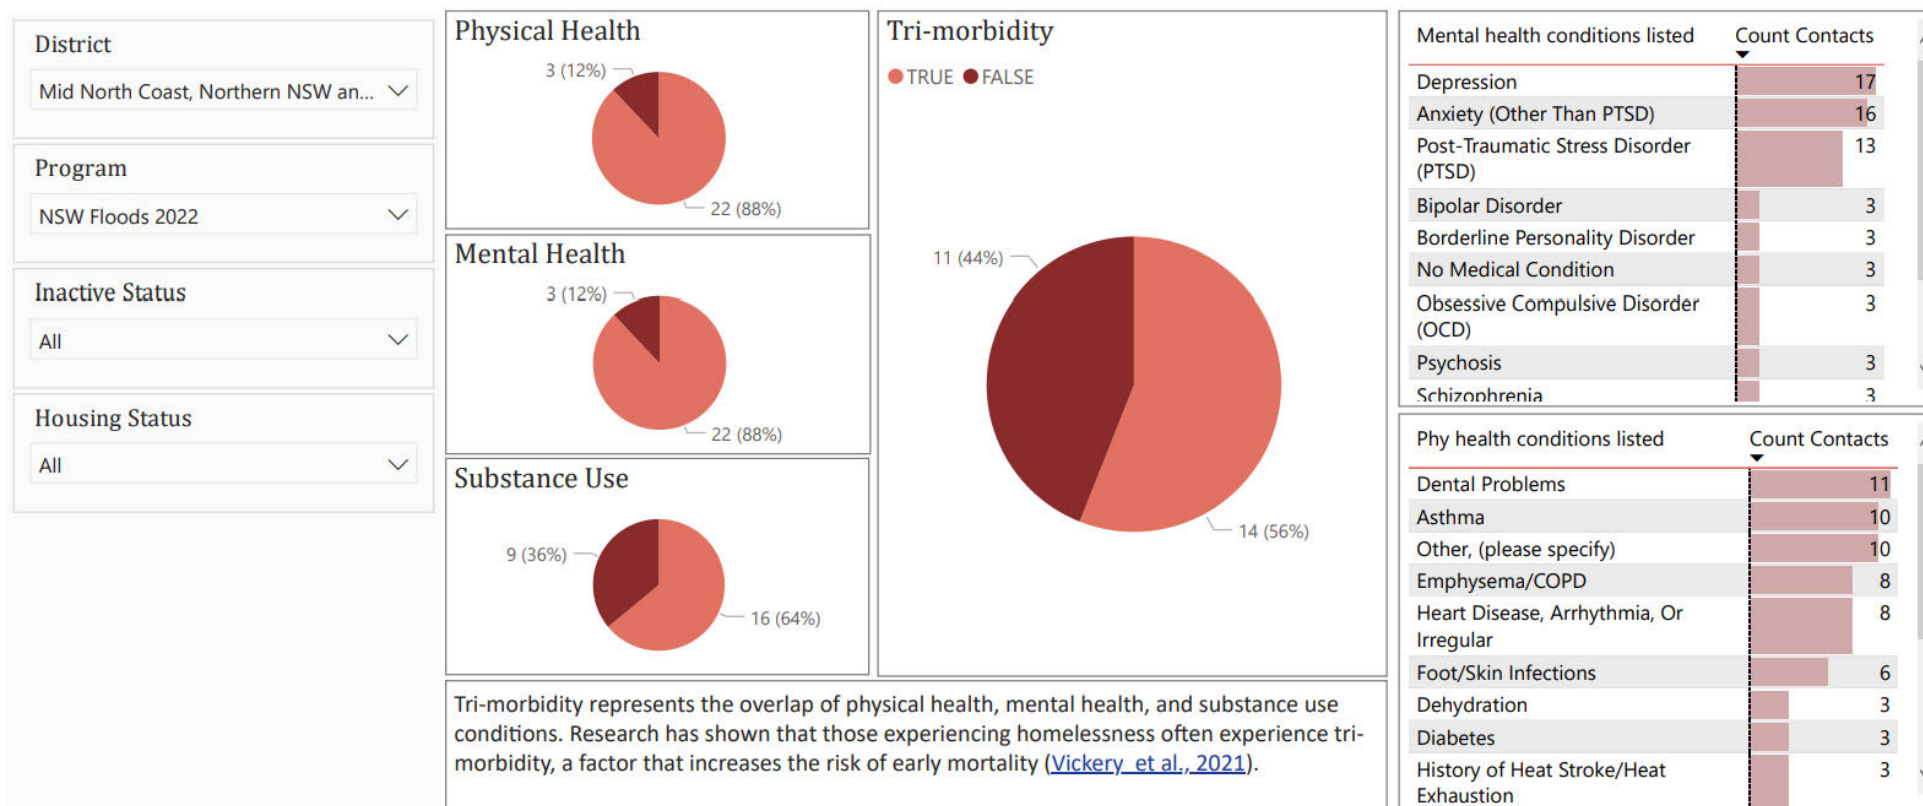 District
Mid North Coast, Northern NSW an...
Program
NSW Floods 2022
Inactive Status
All
Housing Status
All
Physical Health
3 (12%)
22 (88%)
Mental Health
3 (12%)
22 (88%)
Substance Use
9 (36%)
16 (64%)
Tri-morbidity
TRUE FALSE
11 (44%)
14 (56%)
Tri-morbidity represents the overlap of physical health, mental health, and substance use
conditions. Research has shown that those experiencing homelessness often experience tri-
morbidity, a factor that increases the risk of early mortality (Vickery et al., 2021).
Mental health conditions listed Count Contacts
Depression 17
Anxiety (Other Than PTSD) 16
Post-Traumatic Stress Disorder 13
(PTSD)
Bipolar Disorder 3
Borderline Personality Disorder 3
No Medical Condition 3
Obsessive Compulsive Disorder 3
(OCD)
Psychosis 3
Schizophrenia 3
Phy health conditions listed Count Contacts
Dental Problems 11
Asthma 10
Other, (please specify) 10
Emphysema/COPD 8
Heart Disease, Arrhythmia, Or 8
Irregular
Foot/Skin Infections 6
Dehydration 3
Diabetes 3
History of Heat Stroke/Heat 3
Exhaustion